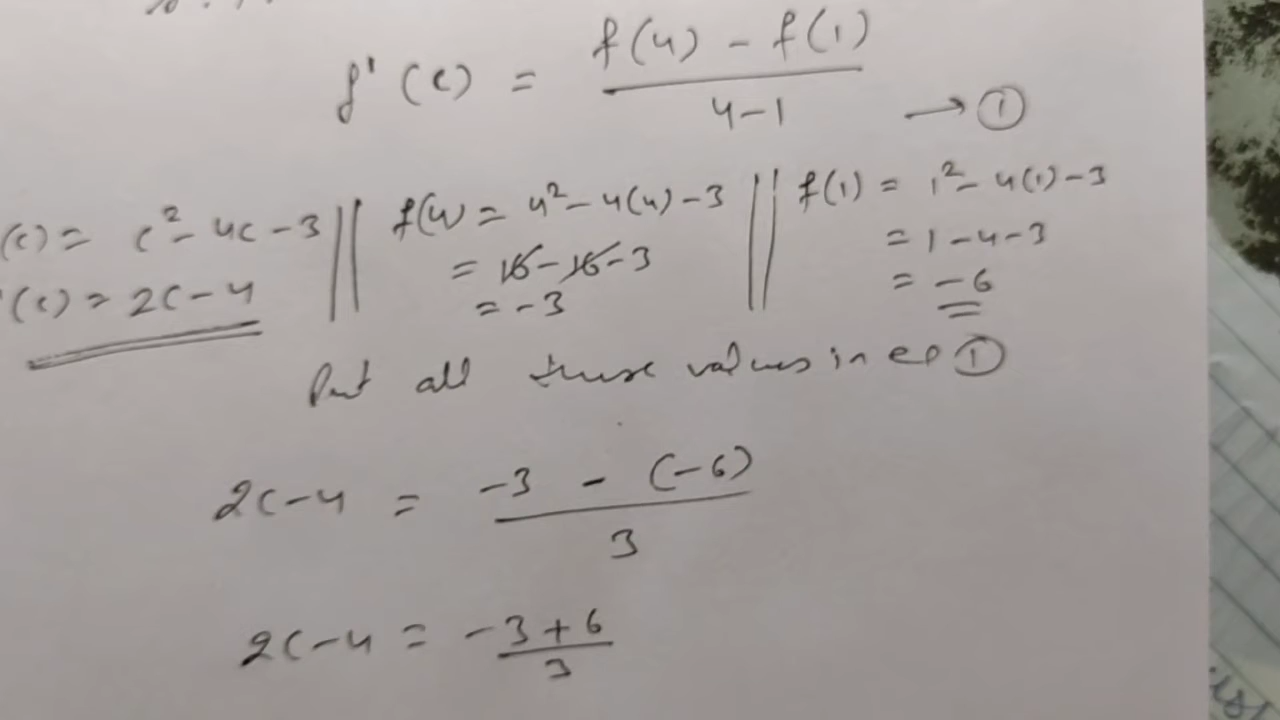 f'(c) = f(4) - f(1) / 4-1 → ①
(c) = c² - 4c - 3 || f(4) = 4² - 4(4) - 3 || f(1) = 1² - 4(1) - 3
'(c) = 2c - 4 || = 16 - 16 - 3 || = 1 - 4 - 3
= -3 || = -6
Put all these values in eq ①
2c - 4 = -3 - (-6) / 3
2c - 4 = -3 + 6 / 3